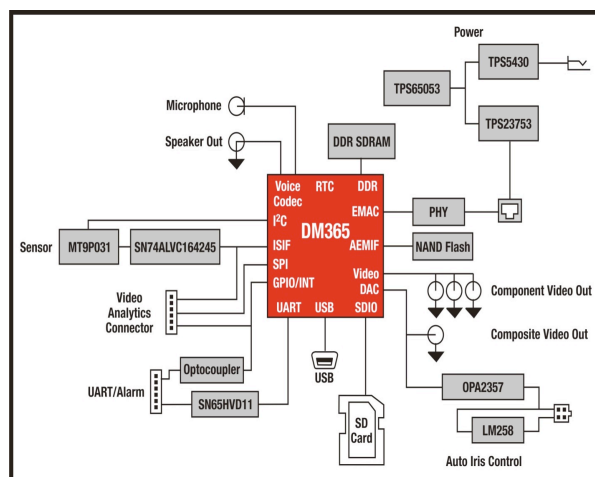 Power
TPS5430
TPS65053
TPS23753
Microphone
Speaker Out
DDR SDRAM
Voice Codec
RTC
DDR
I²C
EMAC
PHY
DM365
Sensor
MT9P031
SN74ALVC164245
ISIF
AEMIF
NAND Flash
SPI
GPIO/INT
Video DAC
Component Video Out
Video
Analytics
Connector
UART
USB
SDIO
Composite Video Out
Optocoupler
USB
UART/Alarm
SN65HVD11
OPA2357
SD
Card
LM258
Auto Iris Control